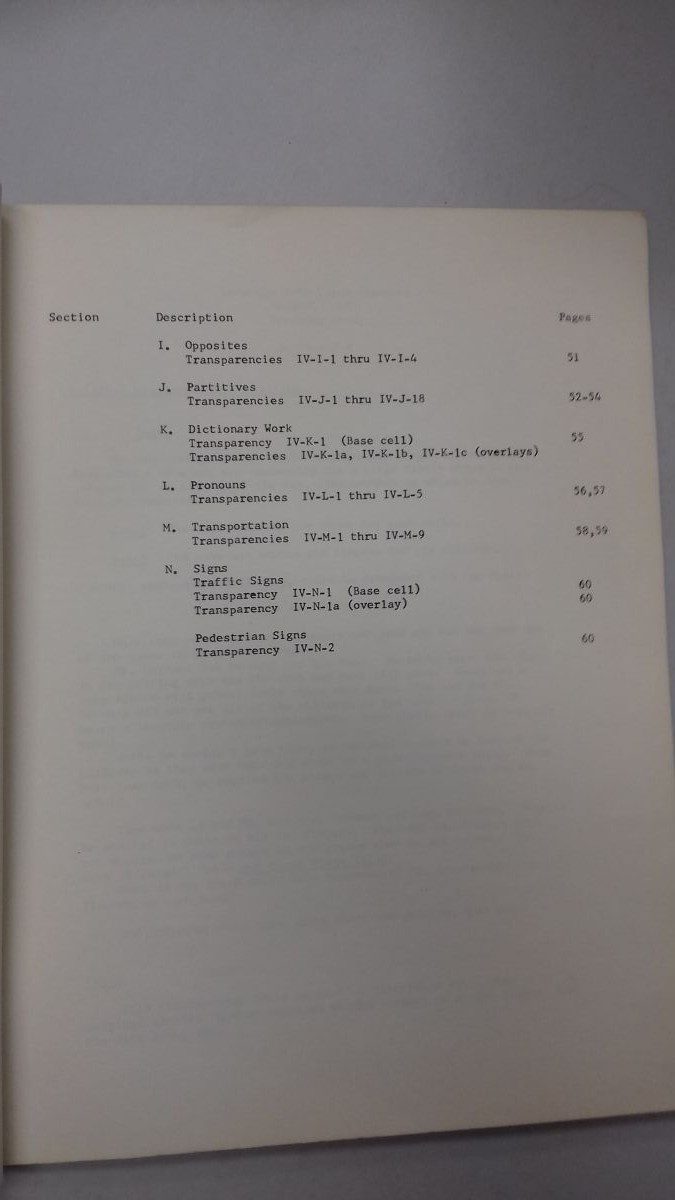 Section Description Pages
I. Opposites
Transparencies IV-I-1 thru IV-I-4 51
J. Partitives
Transparencies IV-J-1 thru IV-J-18 52-54
K. Dictionary Work
Transparency IV-K-1 (Base cell) 55
Transparencies IV-K-1a, IV-K-1b, IV-K-1c (overlays)
L. Pronouns
Transparencies IV-L-1 thru IV-L-5 56,57
M. Transportation
Transparencies IV-M-1 thru IV-M-9 58,59
N. Signs
Traffic Signs
Transparency IV-N-1 (Base cell) 60
Transparency IV-N-1a (overlay) 60
Pedestrian Signs
Transparency IV-N-2 60